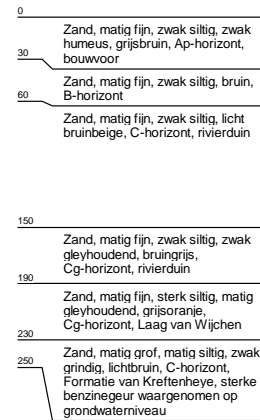 0
Zand, matig fijn, zwak siltig, zwak
humeus, grijsbruin, Ap-horizont,
bouwvoor
30
Zand, matig fijn, zwak siltig, bruin,
B-horizont
60
Zand, matig fijn, zwak siltig, licht
bruinbeige, C-horizont, rivierduin
150
Zand, matig fijn, zwak siltig, zwak
gleyhoudend, bruingrijs,
Cg-horizont, rivierduin
190
Zand, matig fijn, sterk siltig, matig
gleyhoudend, grijsoranje,
Cg-horizont, Laag van Wijchen
230
Zand, matig grof, matig siltig, zwak
grindig, lichtbruin, C-horizont,
250
Formatie van Kreftenheye, sterke
benzinegeur waargenomen op
grondwaterniveau